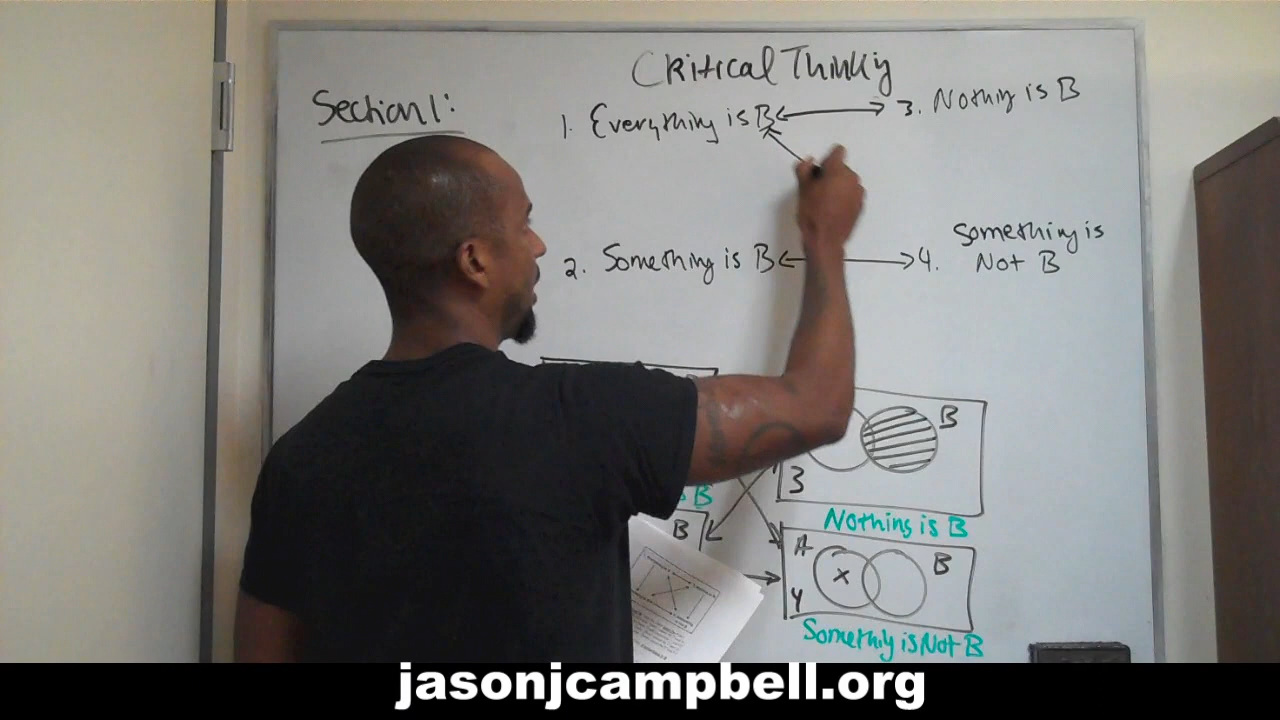 Critical Thinking
Section 1:
1. Everything is B
3. Nothing is B
2. Something is B
4. Something is
Not B
B
3
Nothing is B
B
B
A
B
4
Something is Not B
jasonjcampbell.org